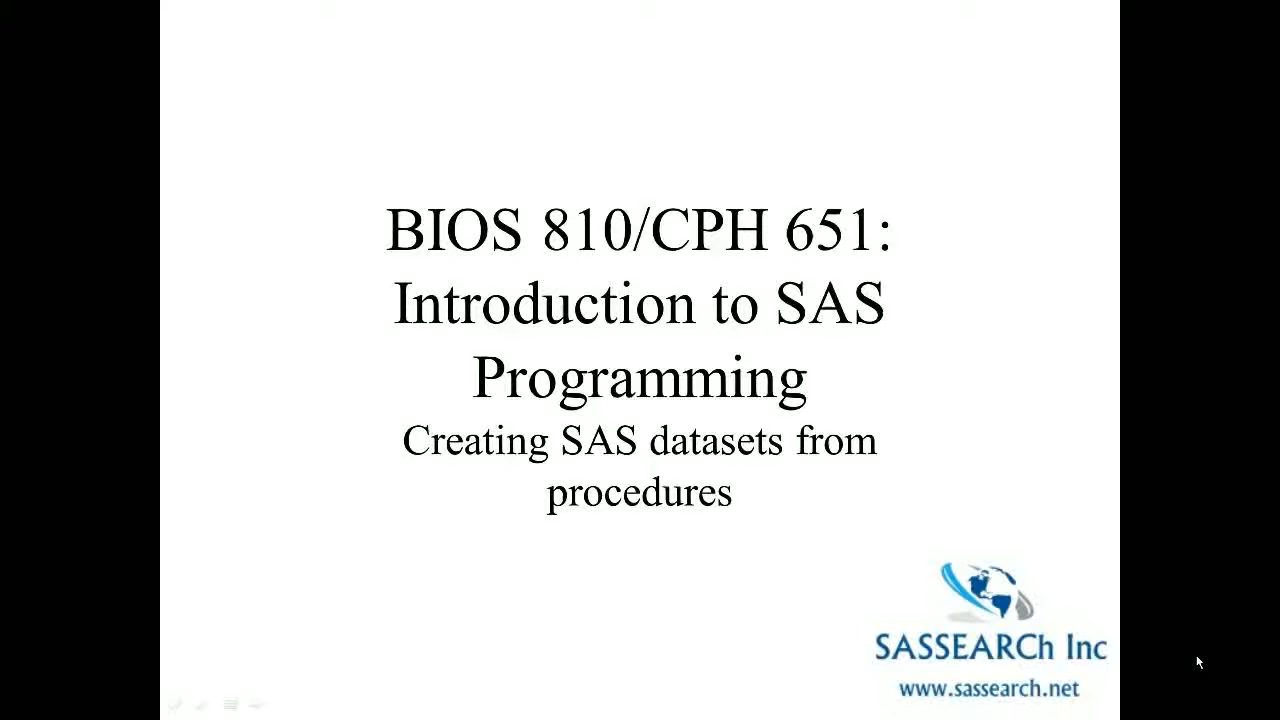 BIOS 810/CPH 651:
Introduction to SAS
Programming
Creating SAS datasets from
procedures
SASSEARCh Inc
www.sassearch.net